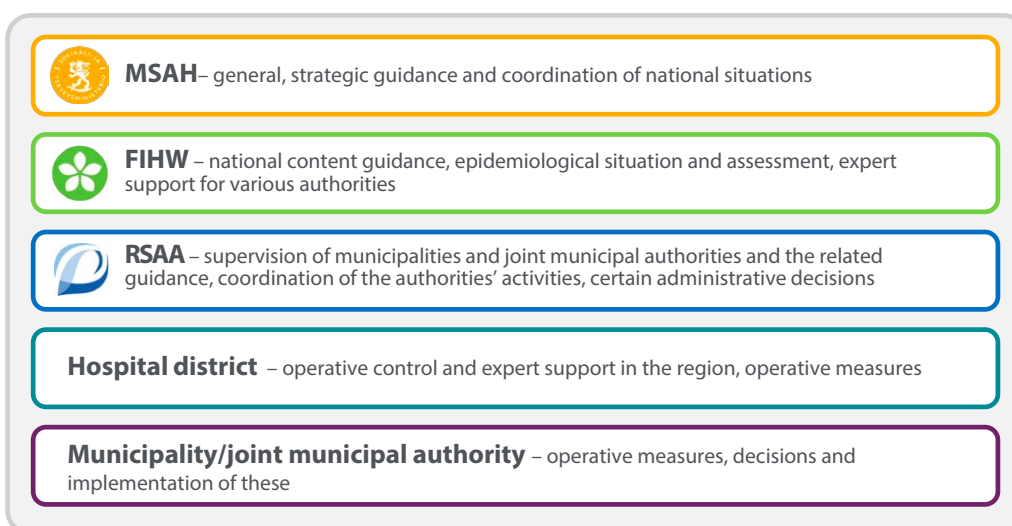 MSAH– general, strategic guidance and coordination of national situations
FIHW – national content guidance, epidemiological situation and assessment, expert
support for various authorities
RSAA – supervision of municipalities and joint municipal authorities and the related
guidance, coordination of the authorities’ activities, certain administrative decisions
Hospital district – operative control and expert support in the region, operative measures
Municipality/joint municipal authority – operative measures, decisions and
implementation of these